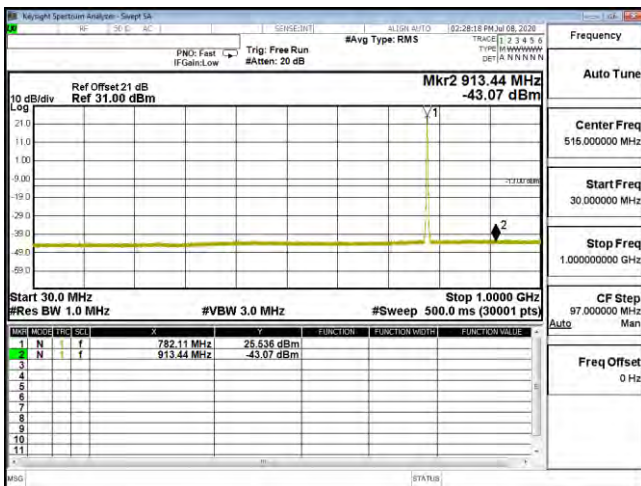 Keysight Spectrum Analyzer - Swept SA
RF 50 Ω AC SENSE:INT ALIGN AUTO 02:28:18 PM Jul 08, 2020
#Avg Type: RMS TRACE 1 2 3 4 5 6
PNO: Fast Trig: Free Run TYPE M WWWWW
IFGain:Low #Atten: 20 dB DET A N N N N N
Frequency
Auto Tune
Center Freq
515.000000 MHz
Start Freq
30.000000 MHz
Stop Freq
1.000000000 GHz
CF Step
97.000000 MHz
Auto Man
Freq Offset
0 Hz
Mkr2 913.44 MHz
-43.07 dBm
Ref Offset 21 dB
10 dB/div Ref 31.00 dBm
Log
21.0
11.0
1.00
-9.00
-19.0
-29.0
-39.0
-49.0
-59.0
1
-13.00 dBm
2
Start 30.0 MHz Stop 1.0000 GHz
#Res BW 1.0 MHz #VBW 3.0 MHz #Sweep 500.0 ms (30001 pts)
MKR MODE TRC SCL X Y FUNCTION FUNCTION WIDTH FUNCTION VALUE
1 N 1 f 782.11 MHz 25.536 dBm
2 N 1 f 913.44 MHz -43.07 dBm
3
4
5
6
7
8
9
10
11
MSG STATUS